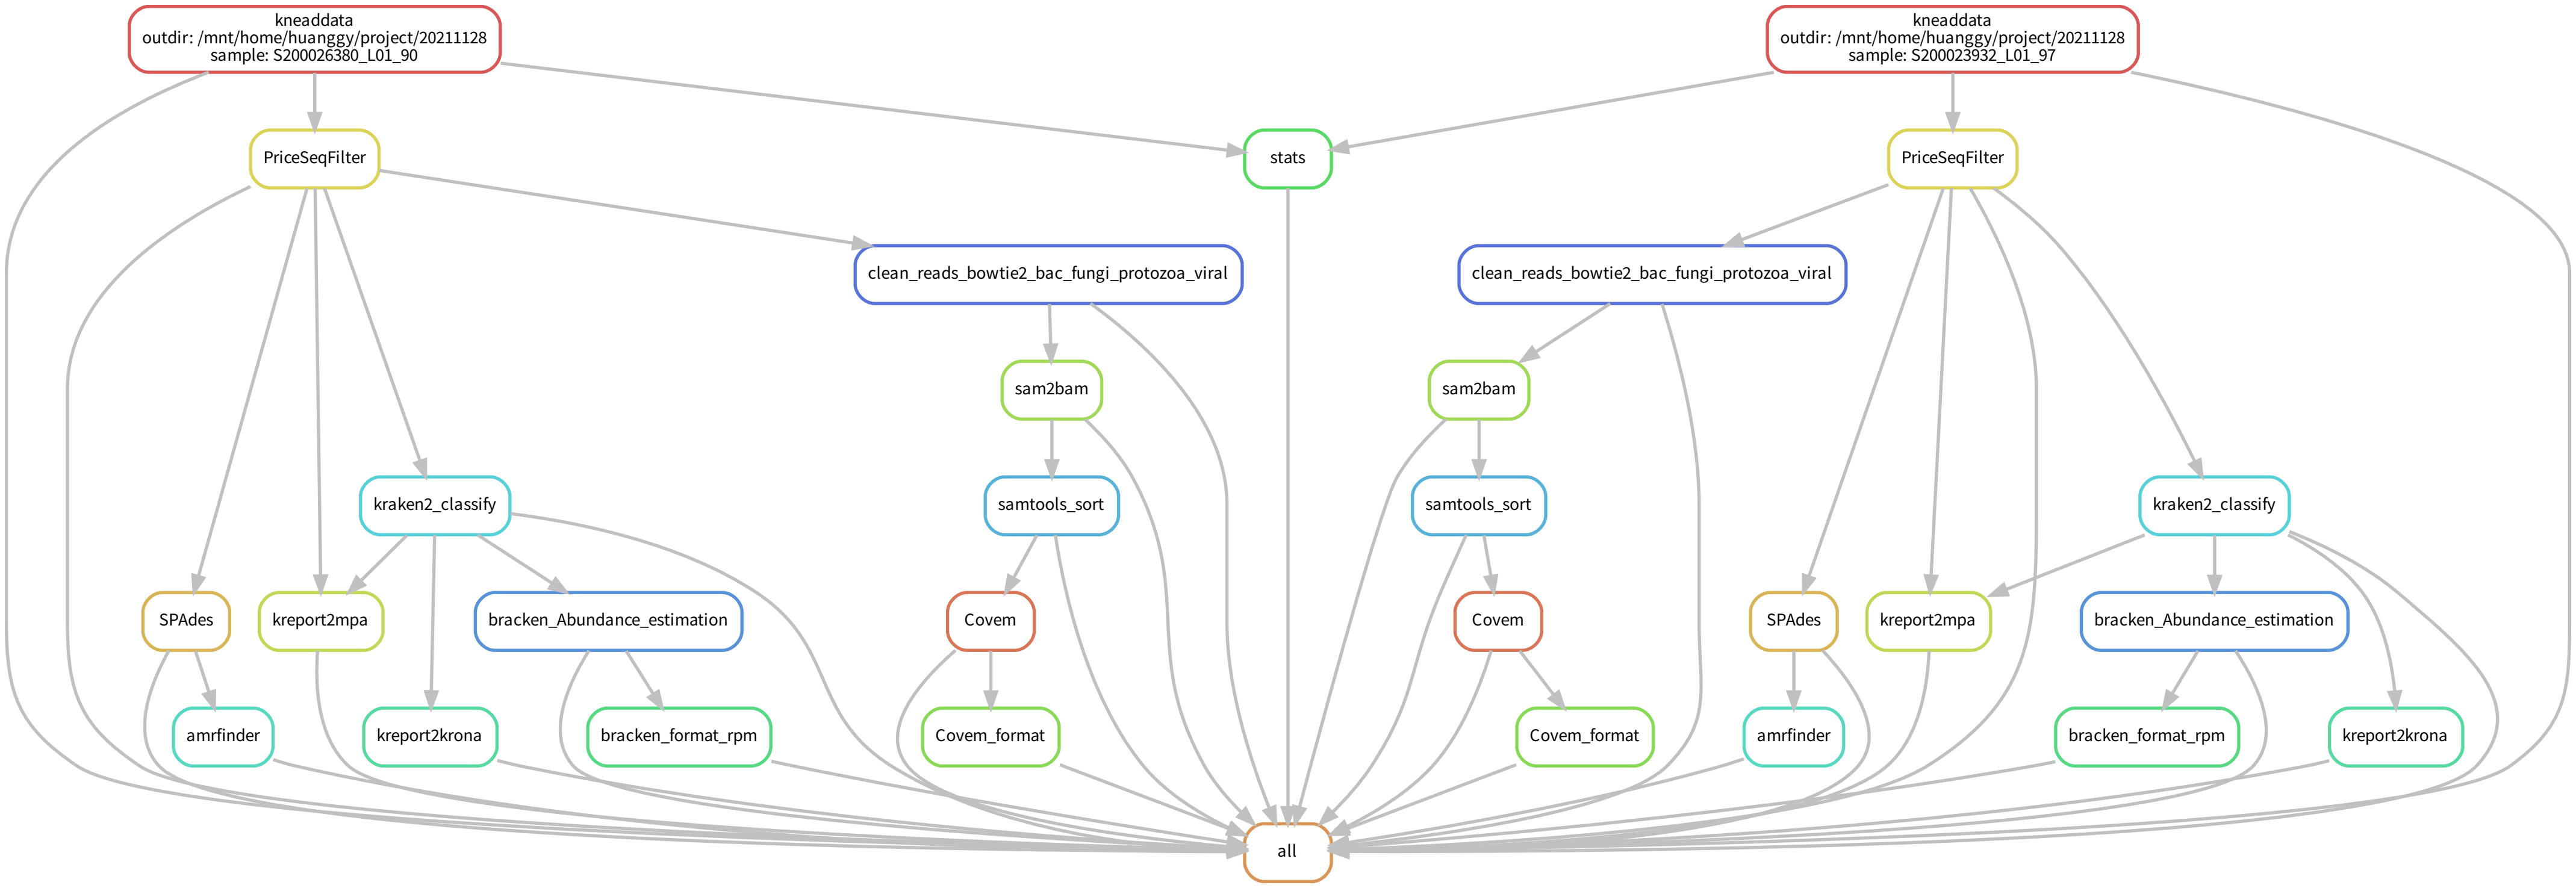 kneaddata
outdir: /mnt/home/huanggy/project/20211128
sample: S200026380_L01_90
kneaddata
outdir: /mnt/home/huanggy/project/20211128
sample: S200023932_L01_97
PriceSeqFilter
stats
PriceSeqFilter
clean_reads_bowtie2_bac_fungi_protozoa_viral
clean_reads_bowtie2_bac_fungi_protozoa_viral
sam2bam
sam2bam
kraken2_classify
samtools_sort
samtools_sort
kraken2_classify
SPAdes
kreport2mpa
bracken_Abundance_estimation
Covem
Covem
SPAdes
kreport2mpa
bracken_Abundance_estimation
amrfinder
kreport2krona
bracken_format_rpm
Covem_format
Covem_format
amrfinder
bracken_format_rpm
kreport2krona
all